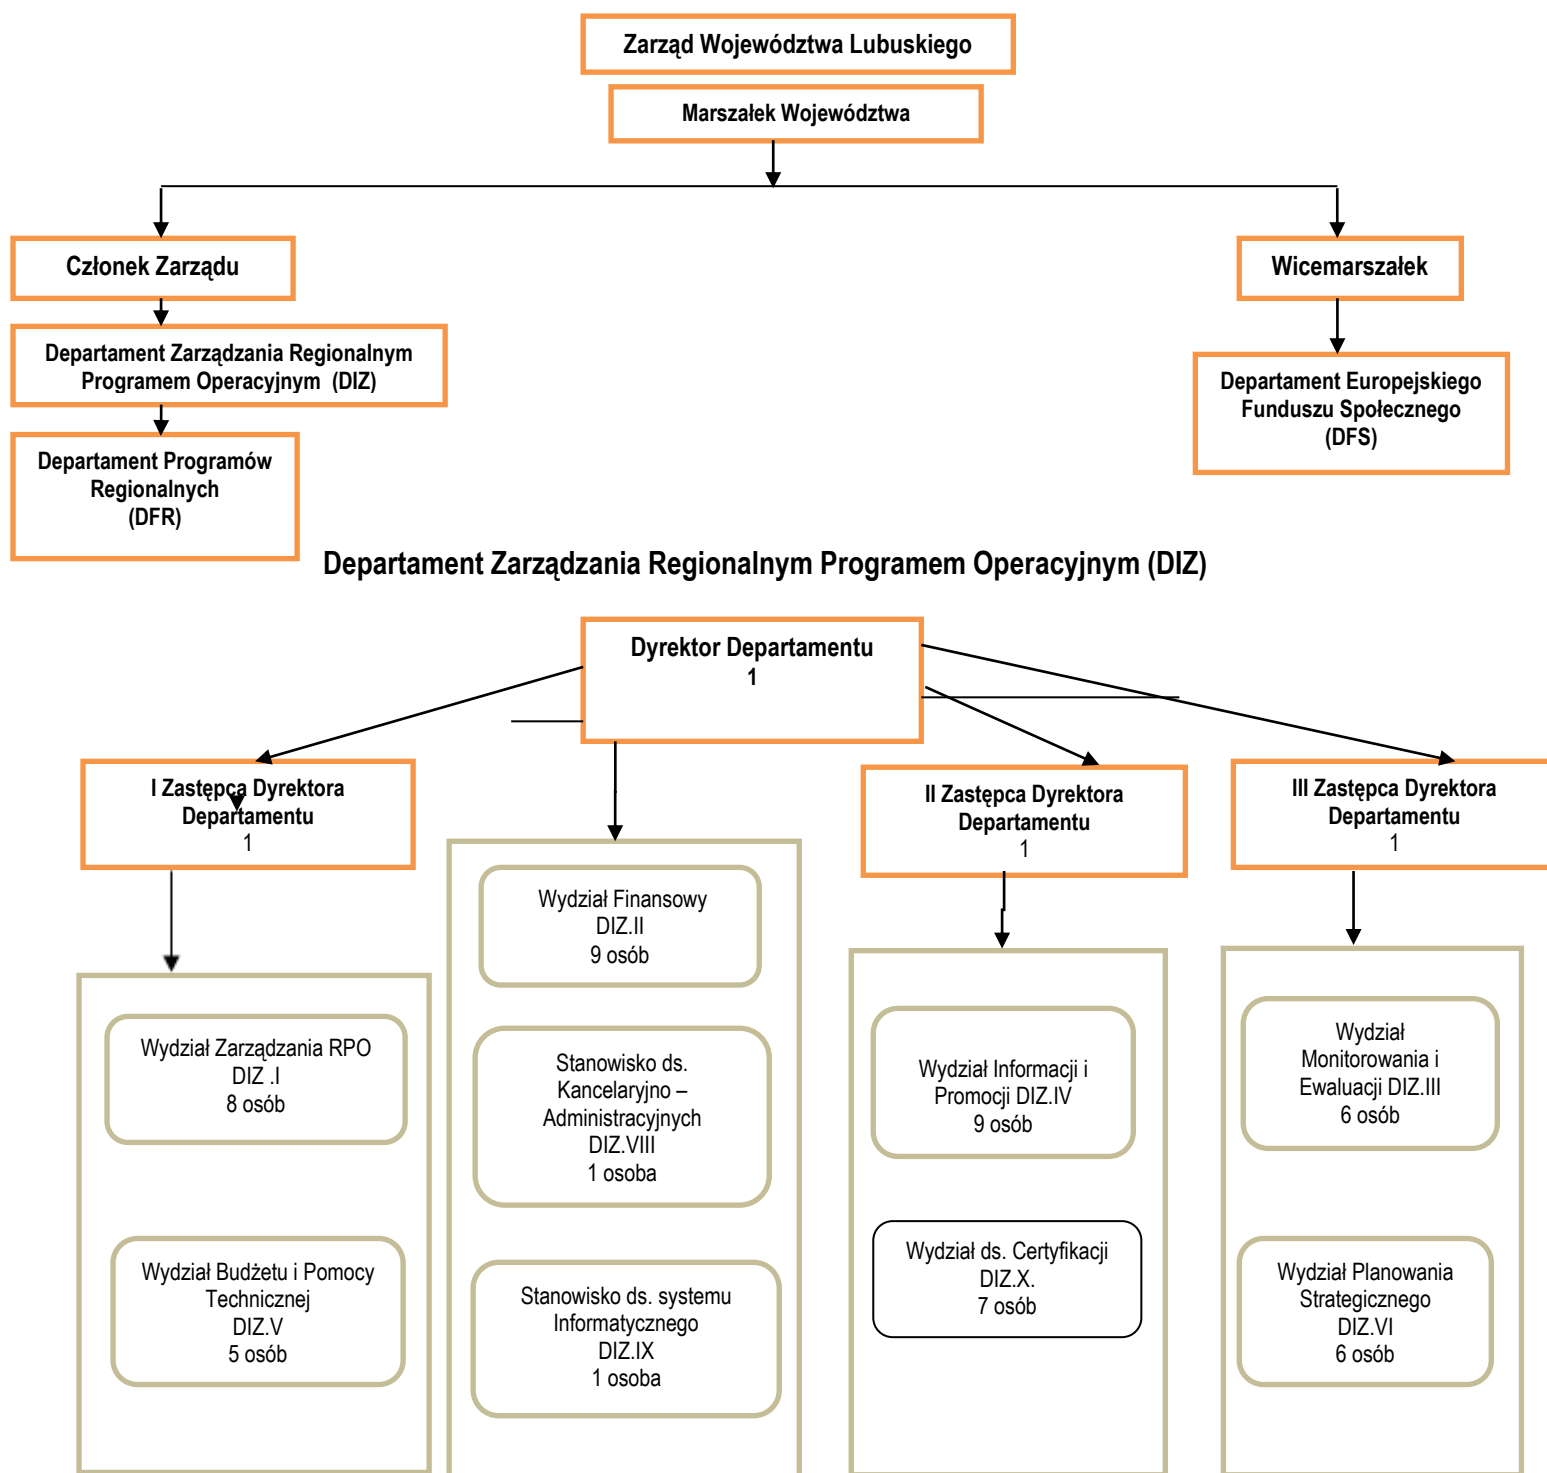 Zarząd Województwa Lubuskiego
Marszałek Województwa
Członek Zarządu
Wicemarszałek
Departament Zarządzania Regionalnym
Programem Operacyjnym (DIZ)
Departament Europejskiego
Funduszu Społecznego
(DFS)
Departament Programów
Regionalnych
(DFR)
Departament Zarządzania Regionalnym Programem Operacyjnym (DIZ)
Dyrektor Departamentu
1
I Zastępca Dyrektora
Departamentu
1
II Zastępca Dyrektora
Departamentu
1
III Zastępca Dyrektora
Departamentu
1
Wydział Zarządzania RPO
DIZ .I
8 osób
Wydział Budżetu i Pomocy
Technicznej
DIZ.V
5 osób
Wydział Finansowy
DIZ.II
9 osób
Stanowisko ds.
Kancelaryjno –
Administracyjnych
DIZ.VIII
1 osoba
Stanowisko ds. systemu
Informatycznego
DIZ.IX
1 osoba
Wydział Informacji i
Promocji DIZ.IV
9 osób
Wydział ds. Certyfikacji
DIZ.X.
7 osób
Wydział
Monitorowania i
Ewaluacji DIZ.III
6 osób
Wydział Planowania
Strategicznego
DIZ.VI
6 osób